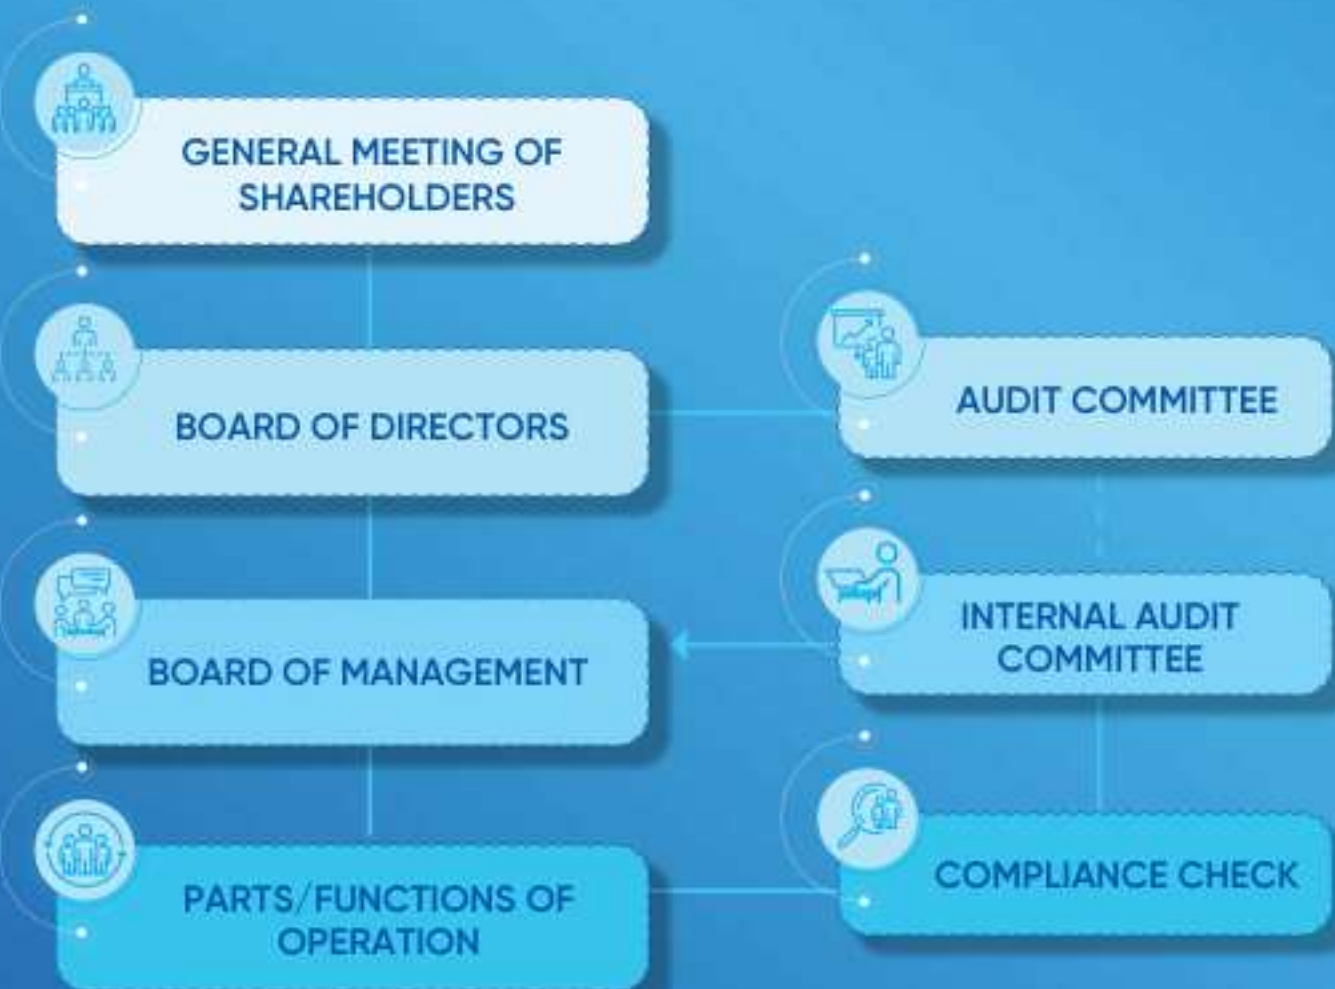 GENERAL MEETING OF
SHAREHOLDERS
BOARD OF DIRECTORS
AUDIT COMMITTEE
BOARD OF MANAGEMENT
INTERNAL AUDIT
COMMITTEE
PARTS/FUNCTIONS OF
OPERATION
COMPLIANCE CHECK